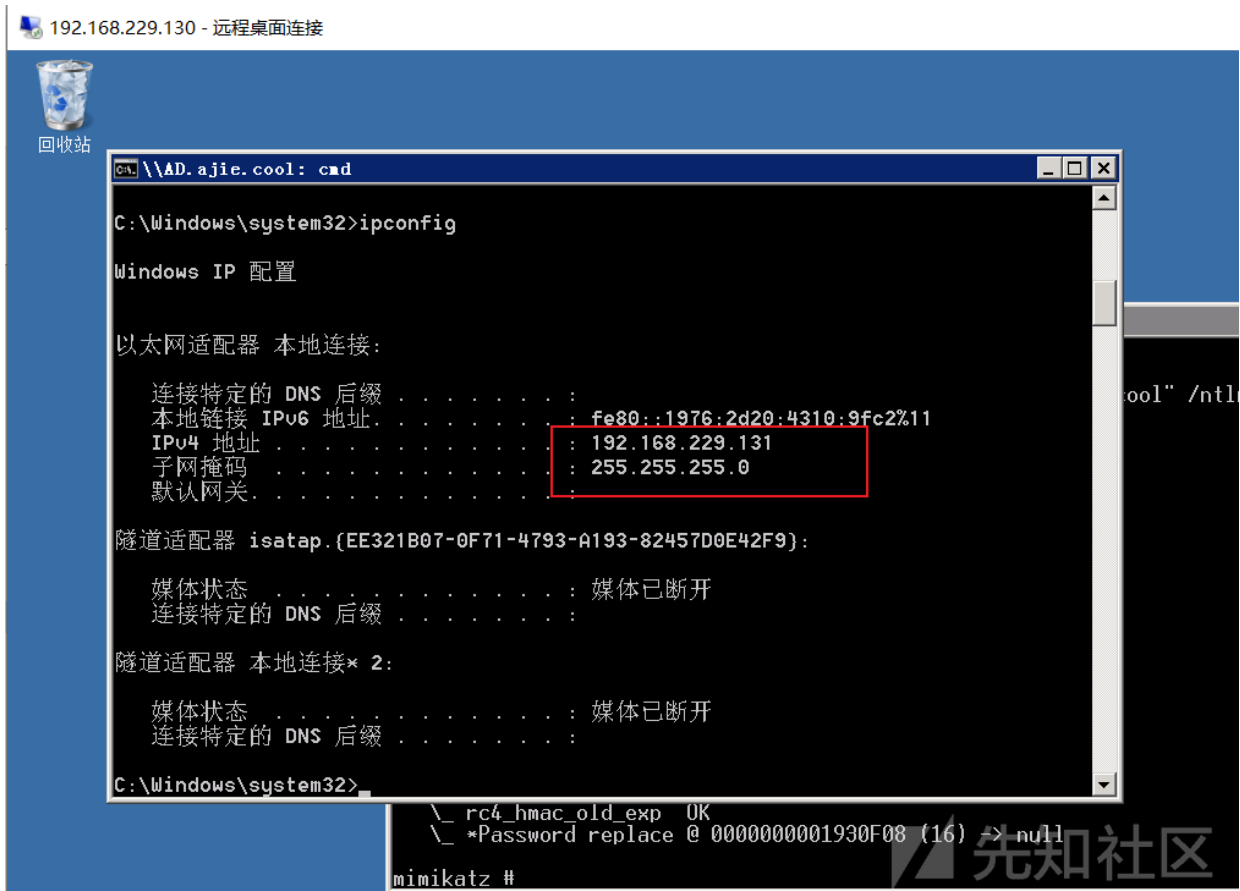 192.168.229.130 - 远程桌面连接
回收站
\\AD.ajie.cool: cmd
C:\Windows\system32>ipconfig
Windows IP 配置
以太网适配器 本地连接:
连接特定的 DNS 后缀 . . . . . . . :
本地链接 IPv6 地址. . . . . . . . : fe80::1976:2d20:4310:9fc2%11
IPv4 地址 . . . . . . . . . . . . : 192.168.229.131
子网掩码 . . . . . . . . . . . . : 255.255.255.0
默认网关. . . . . . . . . . . . . :
隧道适配器 isatap.{EE321B07-0F71-4793-A193-82457D0E42F9}:
媒体状态 . . . . . . . . . . . . : 媒体已断开
连接特定的 DNS 后缀 . . . . . . . :
隧道适配器 本地连接* 2:
媒体状态 . . . . . . . . . . . . : 媒体已断开
连接特定的 DNS 后缀 . . . . . . . :
C:\Windows\system32>_
cool" /ntl
\_ rc4_hmac_old_exp OK
\_ *Password replace @ 0000000001930F08 (16) -> null
mimikatz #
先知社区